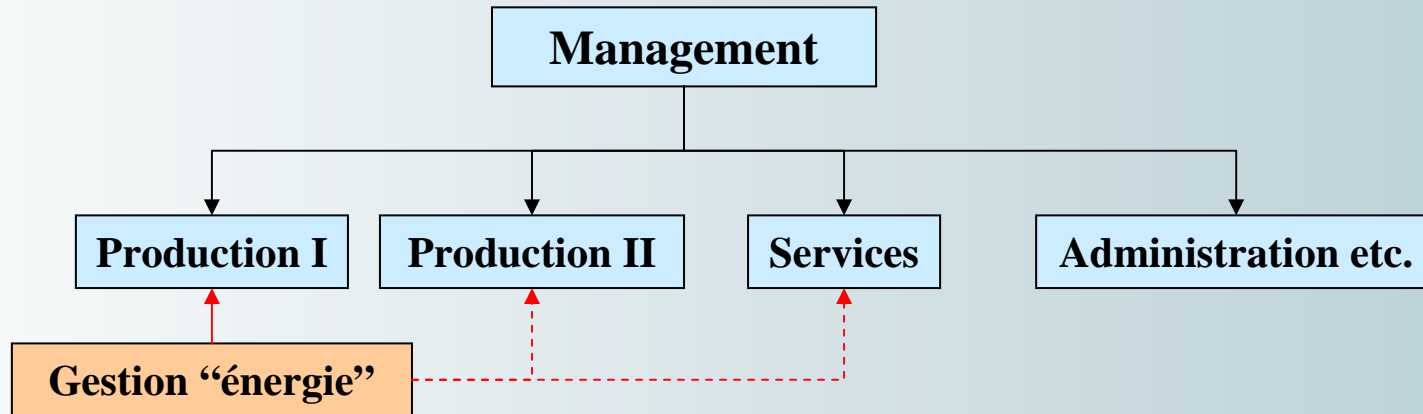 Management
Production I
Production II
Services
Administration etc.
Gestion “énergie”